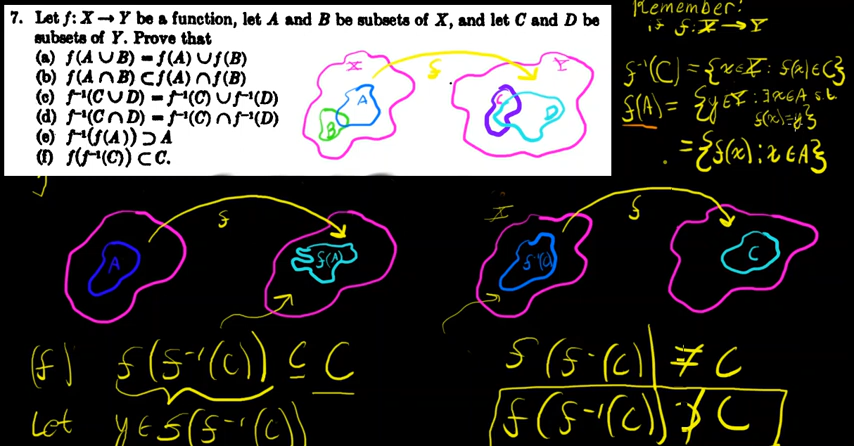 7. Let f: X → Y be a function, let A and B be subsets of X, and let C and D be
subsets of Y. Prove that
(a) f(A ∪ B) = f(A) ∪ f(B)
(b) f(A ∩ B) ⊂ f(A) ∩ f(B)
(c) f⁻¹(C ∪ D) = f⁻¹(C) ∪ f⁻¹(D)
(d) f⁻¹(C ∩ D) = f⁻¹(C) ∩ f⁻¹(D)
(e) f⁻¹(f(A)) ⊃ A
(f) f(f⁻¹(C)) ⊂ C.
X
f
Y
A
B
C
D
Remember:
if f: X → Y
f⁻¹(C) = {x ∈ X : f(x) ∈ C}
f(A) = {y ∈ Y : ∃ x ∈ A s.t.
f(x) = y}
= {f(x) : x ∈ A}
A
f
f(A)
X
f⁻¹(C)
f
C
(f) f(f⁻¹(C)) ⊆ C
Let y ∈ f(f⁻¹(C))
f(f⁻¹(C)) ≠ C
f(f⁻¹(C)) ⊅ C